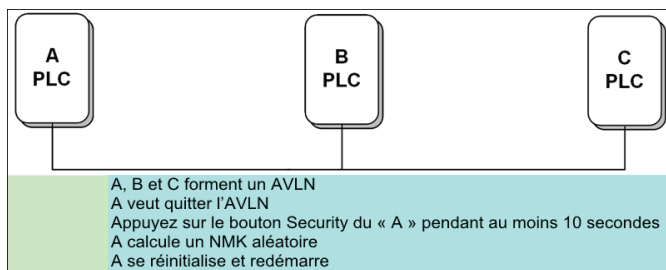 A
PLC
B
PLC
C
PLC
A, B et C forment un AVLN
A veut quitter l'AVLN
Appuyez sur le bouton Security du « A » pendant au moins 10 secondes
A calcule un NMK aléatoire
A se réinitialise et redémarre